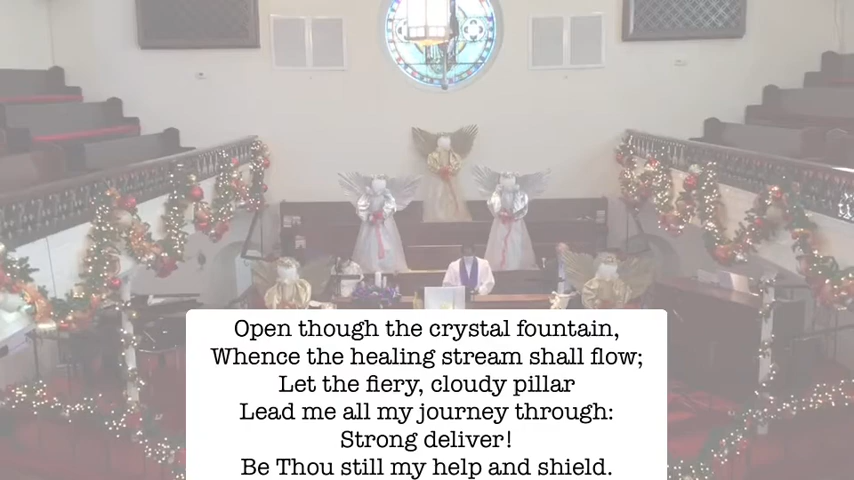 Open though the crystal fountain,
Whence the healing stream shall flow;
Let the fiery, cloudy pillar
Lead me all my journey through:
Strong deliver!
Be Thou still my help and shield.